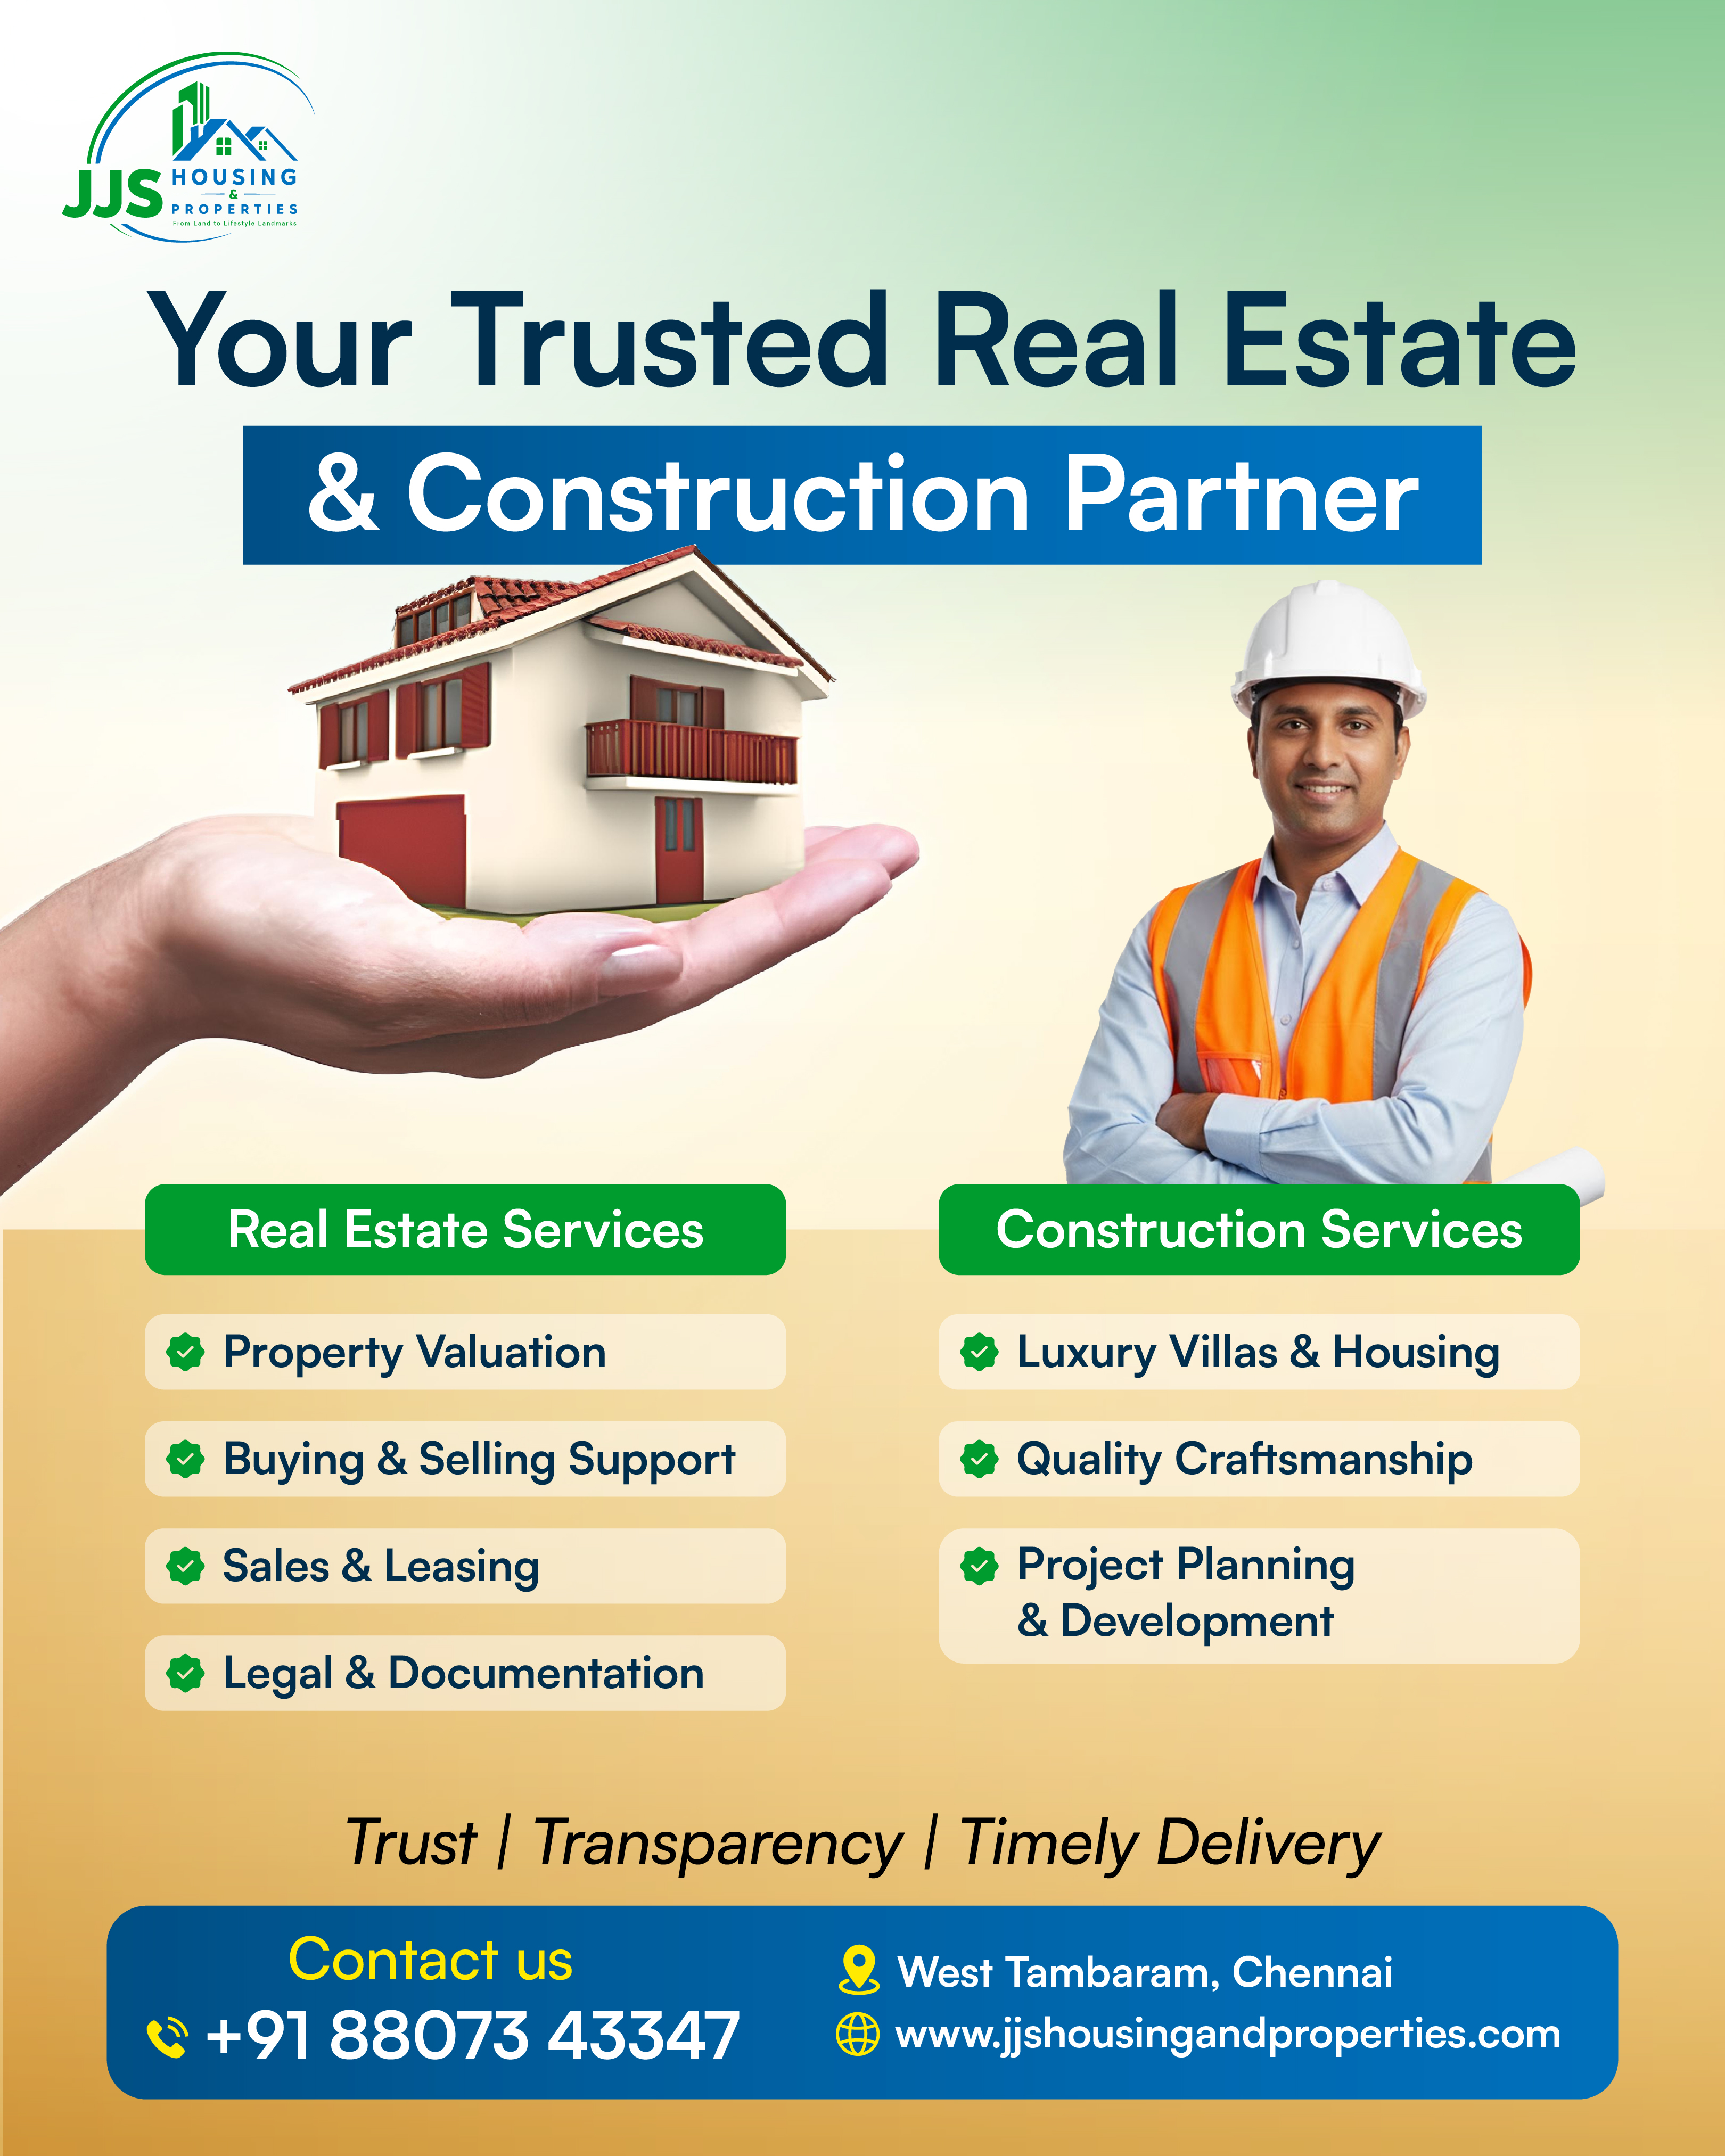 JJS
HOUSING
&
PROPERTIES
From Land to Lifestyle Landmarks
Your Trusted Real Estate
& Construction Partner
Real Estate Services
Property Valuation
Buying & Selling Support
Sales & Leasing
Legal & Documentation
Construction Services
Luxury Villas & Housing
Quality Craftsmanship
Project Planning
& Development
Trust | Transparency | Timely Delivery
Contact us
+91 88073 43347
West Tambaram, Chennai
www.jjshousingandproperties.com